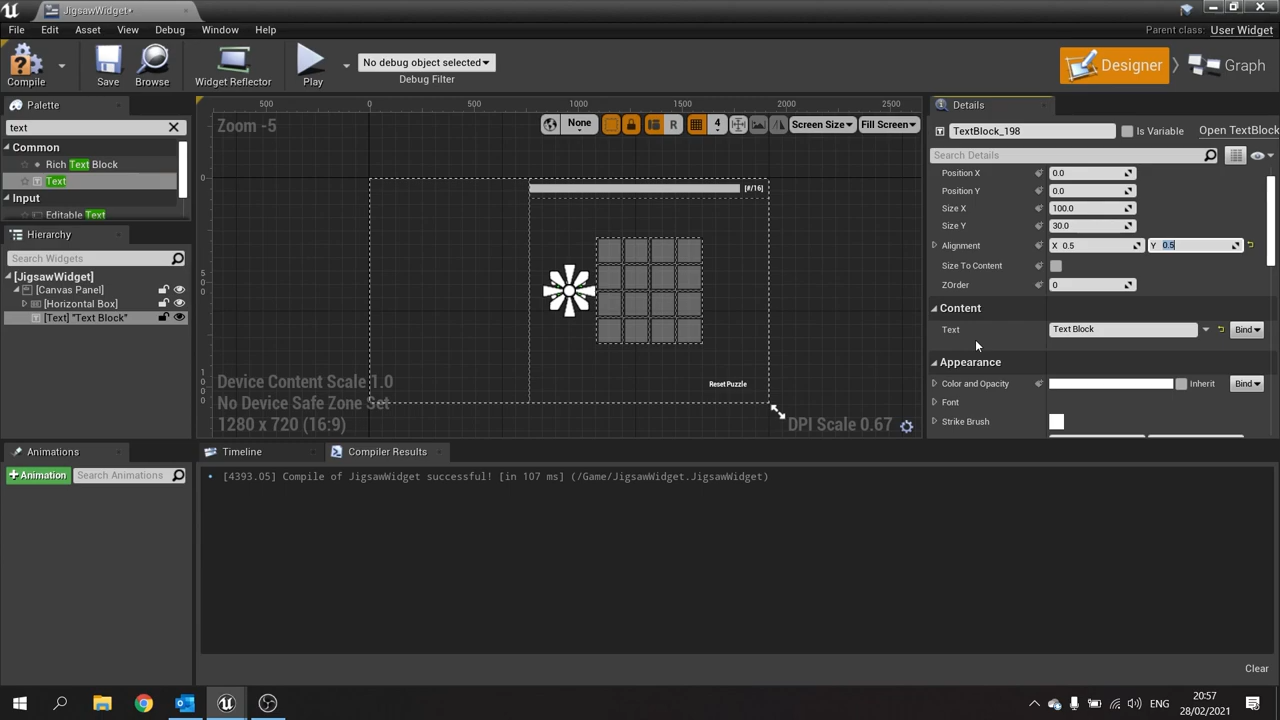 JigsawWidget*
File Edit Asset View Debug Window Help
Parent class: User Widget
Compile
Save
Browse
Widget Reflector
Play
No debug object selected
Debug Filter
Designer
Graph
Palette
text
Common
Rich Text Block
Text
Input
Editable Text
Hierarchy
Search Widgets
[JigsawWidget]
[Canvas Panel]
[Horizontal Box]
[Text] "Text Block"
500 0 500 1000 1500 2000 2500
Zoom -5
None
R
4
Screen Size
Fill Screen
0
5
0
0
1
0
0
0
[#/16]
Reset Puzzle
Device Content Scale 1.0
No Device Safe Zone Set
1280 x 720 (16:9)
DPI Scale 0.67
Details
TextBlock_198
Is Variable
Open TextBlock
Search Details
Position X 0.0
Position Y 0.0
Size X 100.0
Size Y 30.0
Alignment X 0.5 Y 0.5
Size To Content
ZOrder 0
Content
Text Text Block Bind
Appearance
Color and Opacity Inherit Bind
Font
Strike Brush
Animations
+ Animation
Search Animations
Timeline
Compiler Results
[4393.05] Compile of JigsawWidget successful! [in 107 ms] (/Game/JigsawWidget.JigsawWidget)
Clear
ENG
20:57
28/02/2021